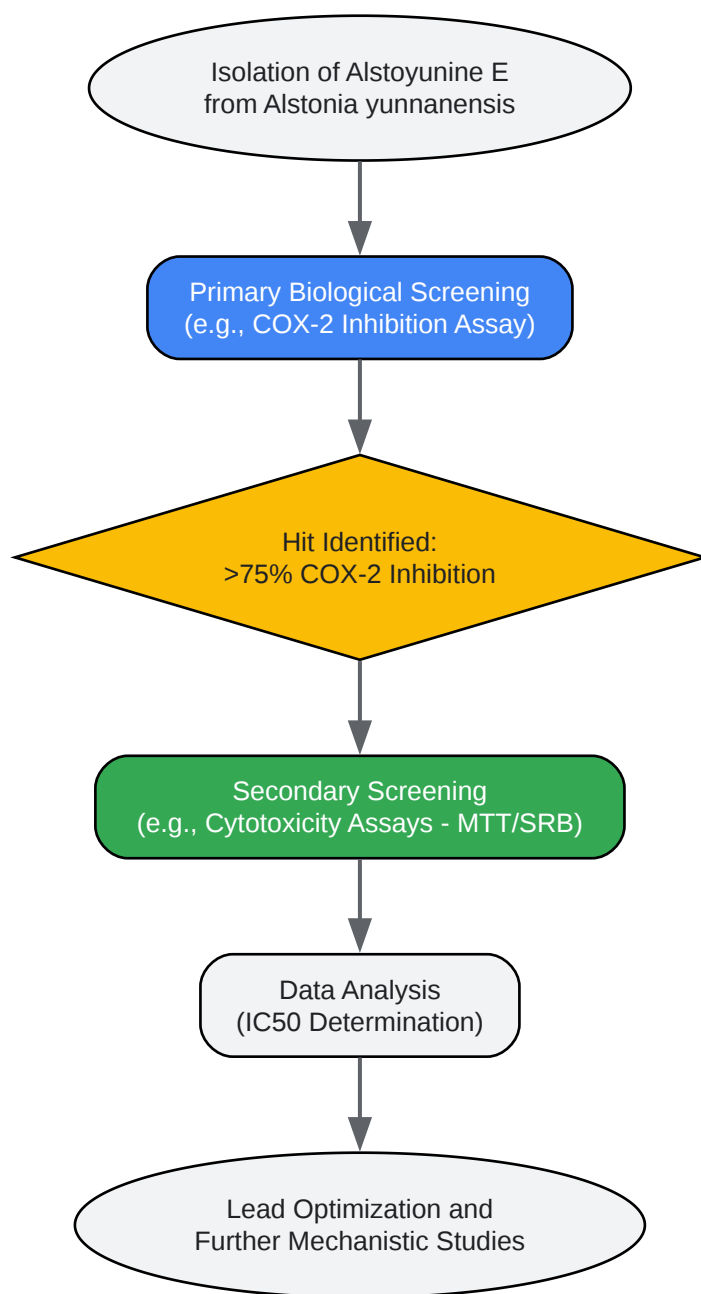 Isolation of Alstoyunine E
from Alstonia yunnanensis
Primary Biological Screening
(e.g., COX-2 Inhibition Assay)
Hit Identified:
>75% COX-2 Inhibition
Secondary Screening
(e.g., Cytotoxicity Assays - MTT/SRB)
Data Analysis
(IC50 Determination)
Lead Optimization and
Further Mechanistic Studies